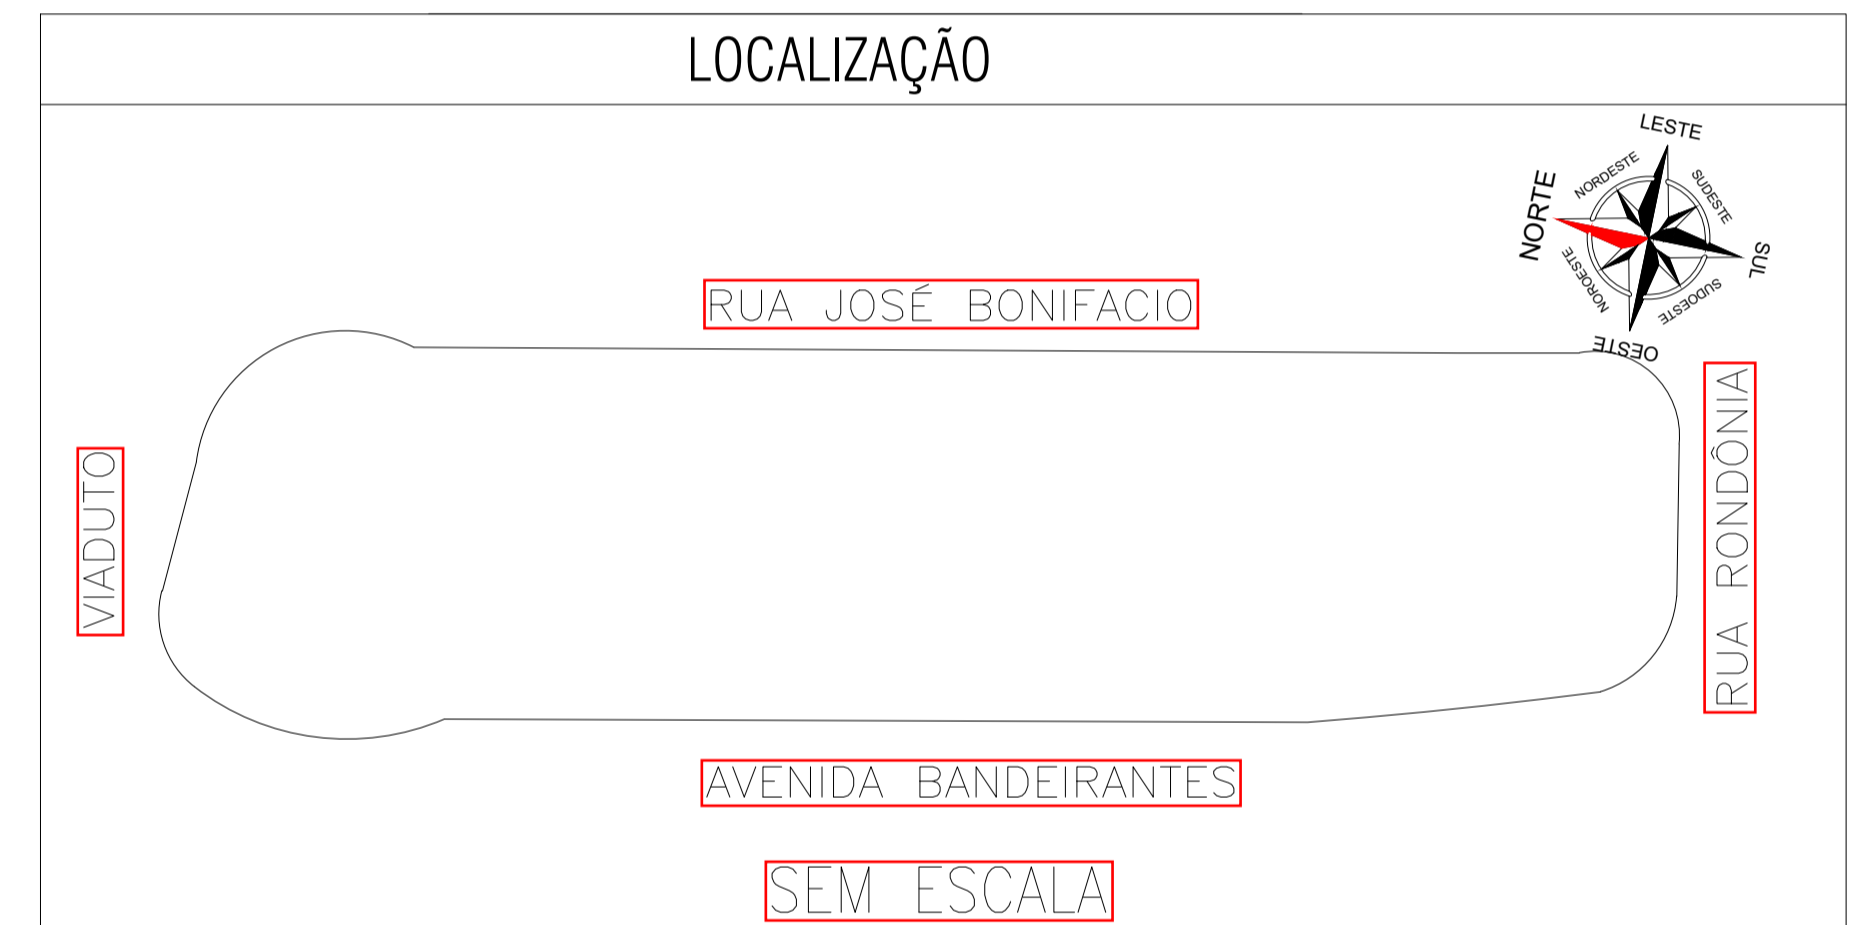 LOCALIZAÇÃO
LESTE
NORDESTE
SUDESTE
NORTE
SUL
NOROESTE
SUDOESTE
OESTE
RUA JOSÉ BONIFACIO
VIADUTO
RUA RONDÔNIA
AVENIDA BANDEIRANTES
SEM ESCALA